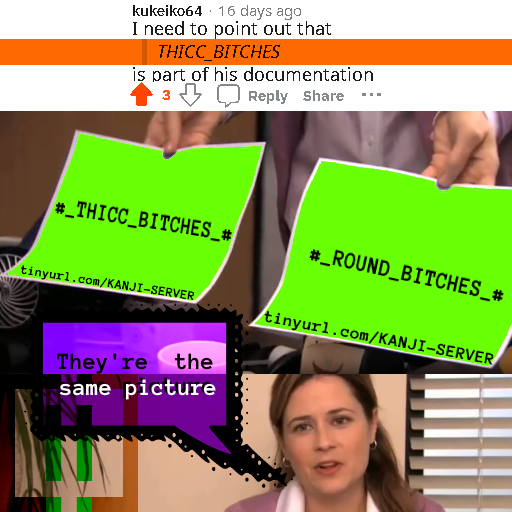 kukeiko64 · 16 days ago
I need to point out that
THICC_BITCHES
is part of his documentation
3 Reply Share ...
#_THICC_BITCHES_#
tinyurl.com/KANJI-SERVER
#_ROUND_BITCHES_#
tinyurl.com/KANJI-SERVER
They're the
same picture